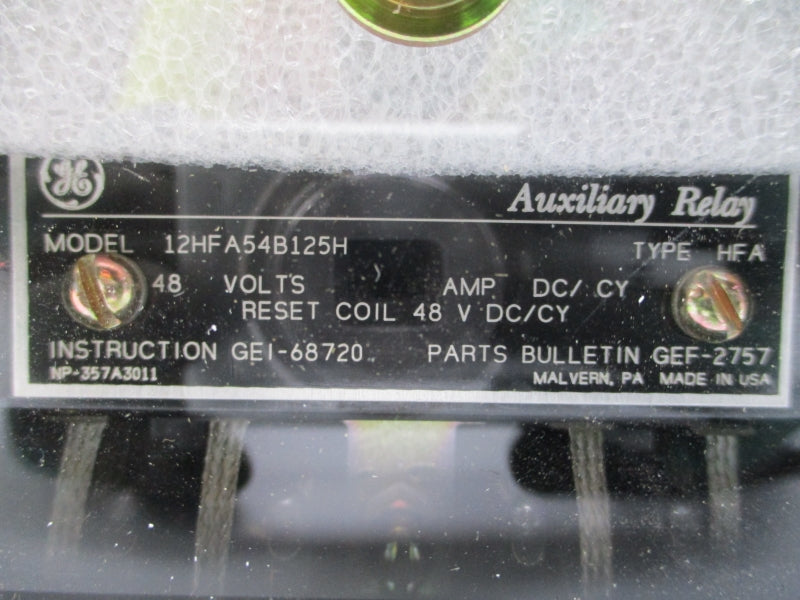 GE
Auxiliary Relay
MODEL 12HFA54B125H TYPE HFA
48 VOLTS AMP DC/ CY
RESET COIL 48 V DC/CY
INSTRUCTION GEI-68720 PARTS BULLETIN GEF-2757
NP-357A3011 MALVERN, PA MADE IN USA